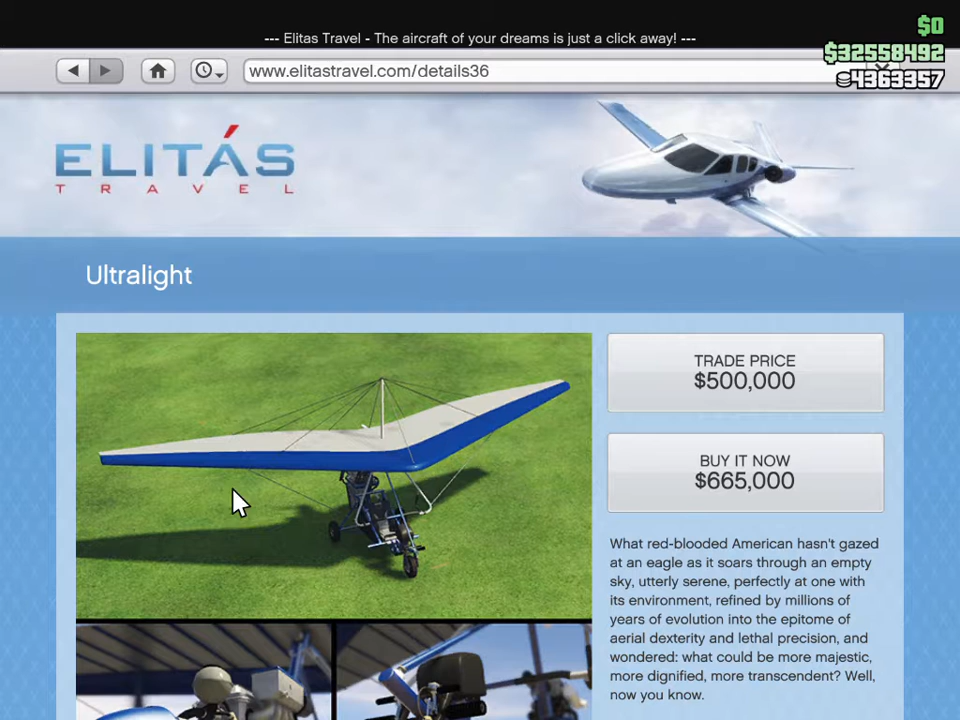 --- Elitas Travel - The aircraft of your dreams is just a click away! ---
$0
$32558492
4363357
www.elitastravel.com/details36
ELITÁS
TRAVEL
Ultralight
TRADE PRICE
$500,000
BUY IT NOW
$665,000
What red-blooded American hasn't gazed
at an eagle as it soars through an empty
sky, utterly serene, perfectly at one with
its environment, refined by millions of
years of evolution into the epitome of
aerial dexterity and lethal precision, and
wondered: what could be more majestic,
more dignified, more transcendent? Well,
now you know.